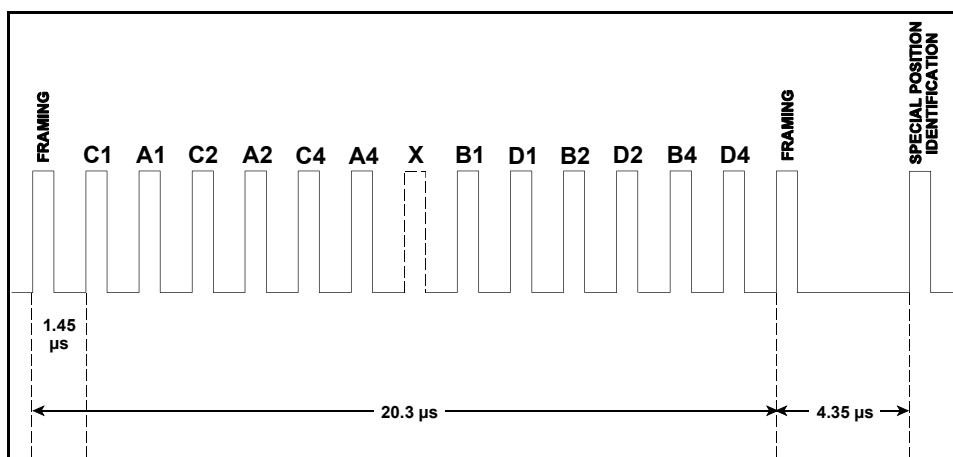 FRAMING
C1 A1 C2 A2 C4 A4 X B1 D1 B2 D2 B4 D4
FRAMING
SPECIAL POSITION
IDENTIFICATION
1.45
µs
20.3 µs
4.35 µs